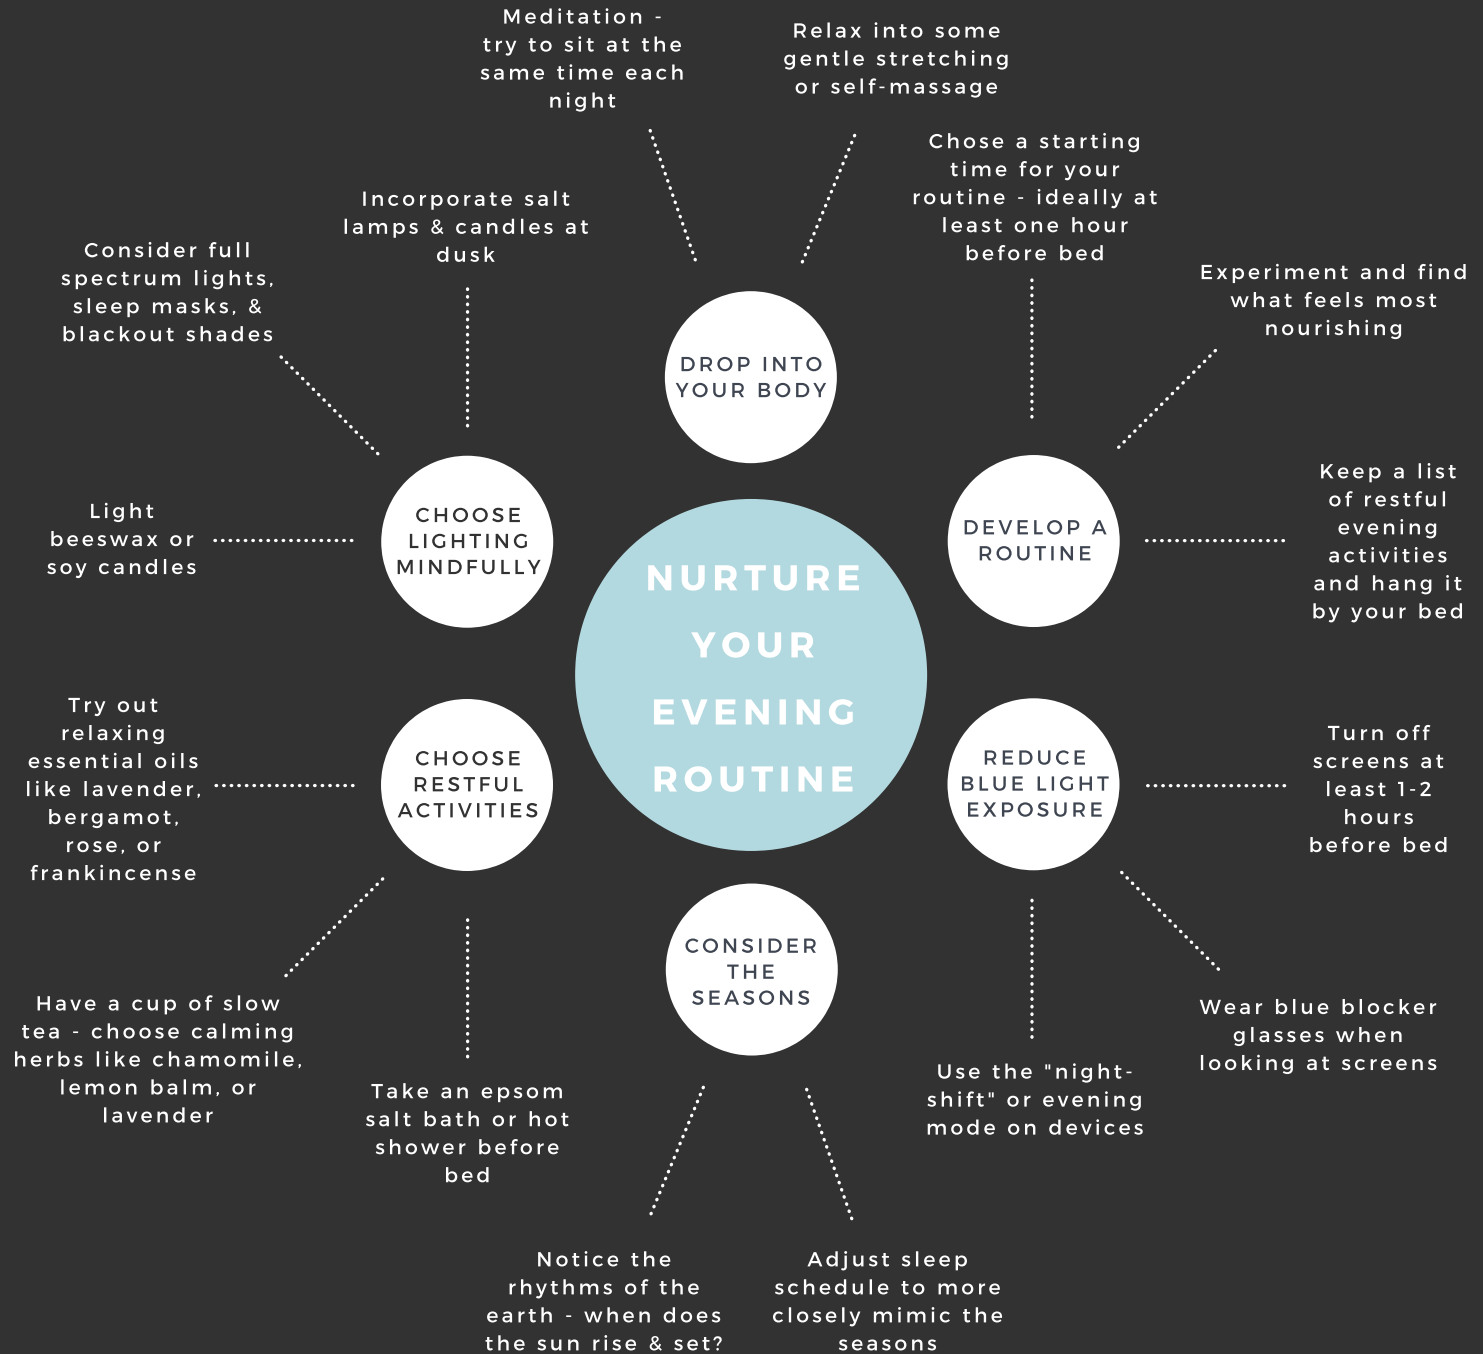 Meditation -
try to sit at the
same time each
night
Relax into some
gentle stretching
or self-massage
Chose a starting
time for your
routine - ideally at
least one hour
before bed
Incorporate salt
lamps & candles at
dusk
Consider full
spectrum lights,
sleep masks, &
blackout shades
Experiment and find
what feels most
nourishing
DROP INTO
YOUR BODY
Light
beeswax or
soy candles
CHOOSE
LIGHTING
MINDFULLY
DEVELOP A
ROUTINE
Keep a list
of restful
evening
activities
and hang it
by your bed
NURTURE
YOUR
EVENING
ROUTINE
Try out
relaxing
essential oils
like lavender,
bergamot,
rose, or
frankincense
CHOOSE
RESTFUL
ACTIVITIES
REDUCE
BLUE LIGHT
EXPOSURE
Turn off
screens at
least 1-2
hours
before bed
CONSIDER
THE
SEASONS
Have a cup of slow
tea - choose calming
herbs like chamomile,
lemon balm, or
lavender
Take an epsom
salt bath or hot
shower before
bed
Use the "night-
shift" or evening
mode on devices
Wear blue blocker
glasses when
looking at screens
Notice the
rhythms of the
earth - when does
the sun rise & set?
Adjust sleep
schedule to more
closely mimic the
seasons